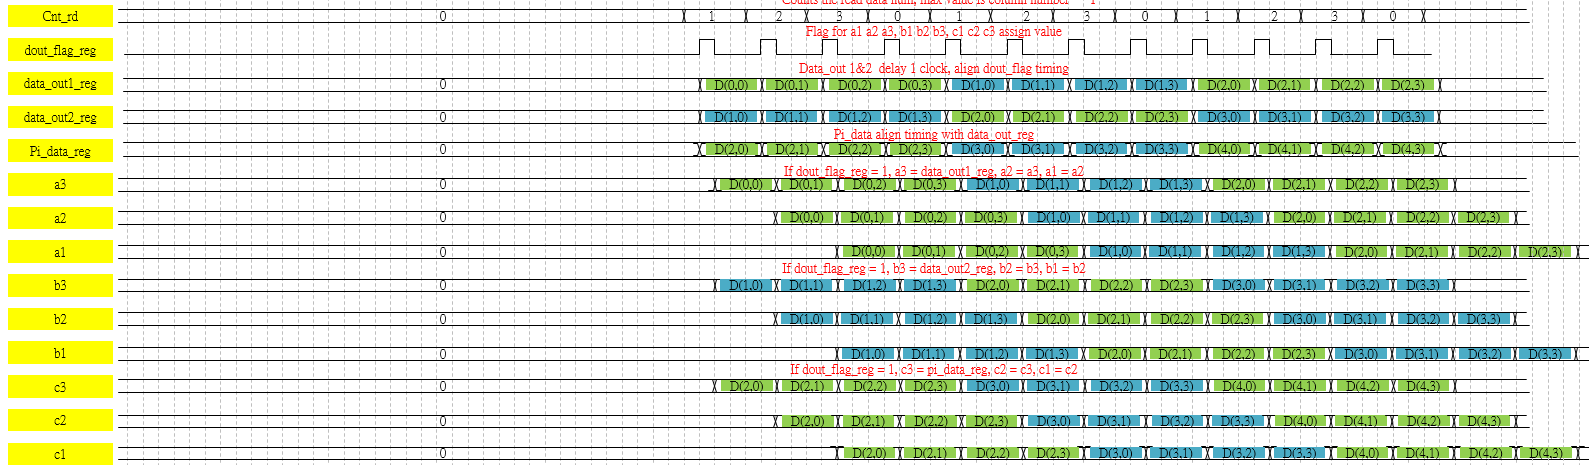 Counts the read data num, max value is column number - 1
Cnt_rd 0 1 2 3 0 1 2 3 0 1 2 3 0
Flag for a1 a2 a3, b1 b2 b3, c1 c2 c3 assign value
dout_flag_reg
Data_out 1&2 delay 1 clock, align dout_flag timing
data_out1_reg 0 D(0,0) D(0,1) D(0,2) D(0,3) D(1,0) D(1,1) D(1,2) D(1,3) D(2,0) D(2,1) D(2,2) D(2,3)
data_out2_reg 0 D(1,0) D(1,1) D(1,2) D(1,3) D(2,0) D(2,1) D(2,2) D(2,3) D(3,0) D(3,1) D(3,2) D(3,3)
Pi_data align timing with data_out_reg
Pi_data_reg 0 D(2,0) D(2,1) D(2,2) D(2,3) D(3,0) D(3,1) D(3,2) D(3,3) D(4,0) D(4,1) D(4,2) D(4,3)
If dout_flag_reg = 1, a3 = data_out1_reg, a2 = a3, a1 = a2
a3 0 D(0,0) D(0,1) D(0,2) D(0,3) D(1,0) D(1,1) D(1,2) D(1,3) D(2,0) D(2,1) D(2,2) D(2,3)
a2 0 D(0,0) D(0,1) D(0,2) D(0,3) D(1,0) D(1,1) D(1,2) D(1,3) D(2,0) D(2,1) D(2,2) D(2,3)
a1 0 D(0,0) D(0,1) D(0,2) D(0,3) D(1,0) D(1,1) D(1,2) D(1,3) D(2,0) D(2,1) D(2,2) D(2,3)
If dout_flag_reg = 1, b3 = data_out2_reg, b2 = b3, b1 = b2
b3 0 D(1,0) D(1,1) D(1,2) D(1,3) D(2,0) D(2,1) D(2,2) D(2,3) D(3,0) D(3,1) D(3,2) D(3,3)
b2 0 D(1,0) D(1,1) D(1,2) D(1,3) D(2,0) D(2,1) D(2,2) D(2,3) D(3,0) D(3,1) D(3,2) D(3,3)
b1 0 D(1,0) D(1,1) D(1,2) D(1,3) D(2,0) D(2,1) D(2,2) D(2,3) D(3,0) D(3,1) D(3,2) D(3,3)
If dout_flag_reg = 1, c3 = pi_data_reg, c2 = c3, c1 = c2
c3 0 D(2,0) D(2,1) D(2,2) D(2,3) D(3,0) D(3,1) D(3,2) D(3,3) D(4,0) D(4,1) D(4,2) D(4,3)
c2 0 D(2,0) D(2,1) D(2,2) D(2,3) D(3,0) D(3,1) D(3,2) D(3,3) D(4,0) D(4,1) D(4,2) D(4,3)
c1 0 D(2,0) D(2,1) D(2,2) D(2,3) D(3,0) D(3,1) D(3,2) D(3,3) D(4,0) D(4,1) D(4,2) D(4,3)